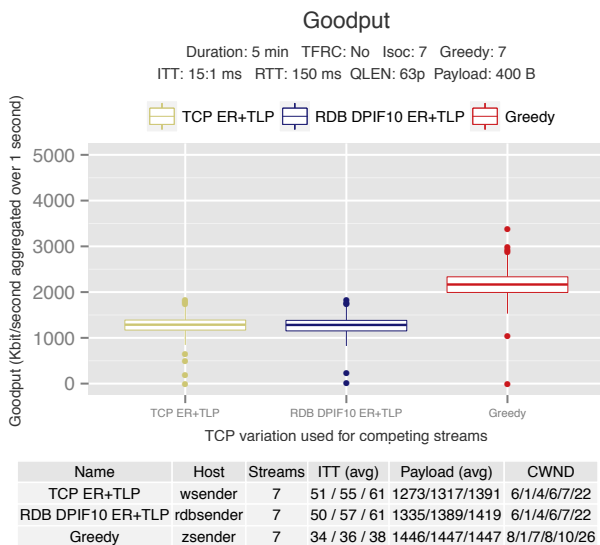 Goodput
Duration: 5 min TFRC: No Isoc: 7 Greedy: 7
ITT: 15:1 ms RTT: 150 ms QLEN: 63p Payload: 400 B
TCP ER+TLP RDB DPIF10 ER+TLP Greedy
Goodput (Kbit/second aggregated over 1 second)
5000
4000
3000
2000
1000
0
TCP ER+TLP RDB DPIF10 ER+TLP Greedy
TCP variation used for competing streams
Name Host Streams ITT (avg) Payload (avg) CWND
TCP ER+TLP wsender 7 51 / 55 / 61 1273/1317/1391 6/1/4/6/7/22
RDB DPIF10 ER+TLP rdbsender 7 50 / 57 / 61 1335/1389/1419 6/1/4/6/7/22
Greedy zsender 7 34 / 36 / 38 1446/1447/1447 8/1/7/8/10/26